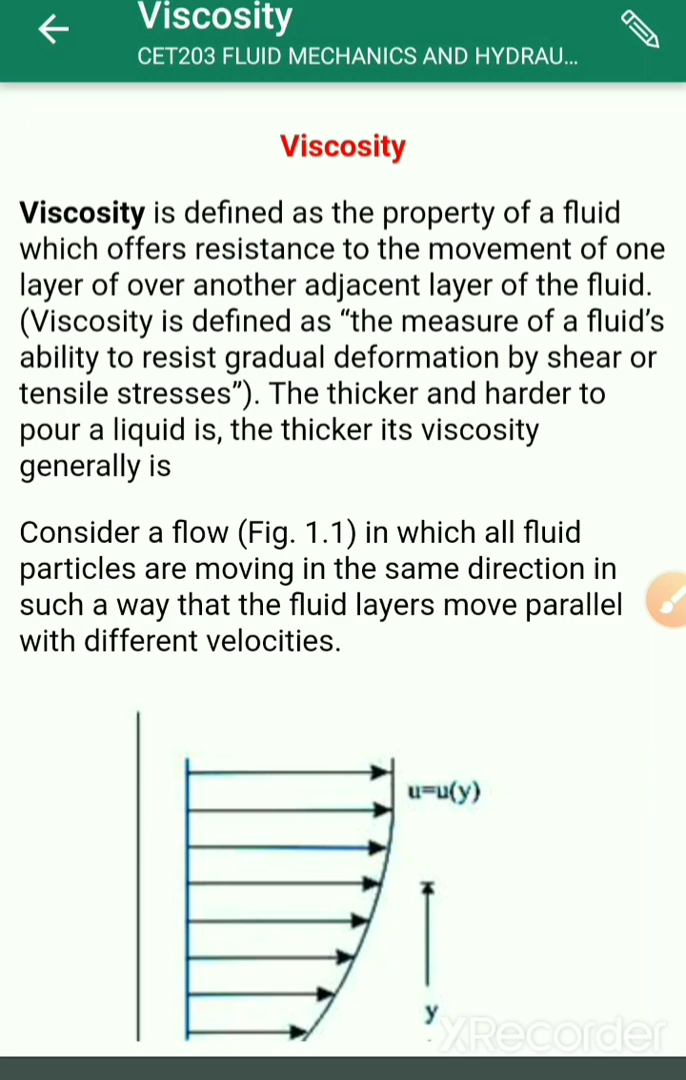 Viscosity
CET203 FLUID MECHANICS AND HYDRAU...
Viscosity
Viscosity is defined as the property of a fluid
which offers resistance to the movement of one
layer of over another adjacent layer of the fluid.
(Viscosity is defined as “the measure of a fluid’s
ability to resist gradual deformation by shear or
tensile stresses”). The thicker and harder to
pour a liquid is, the thicker its viscosity
generally is
Consider a flow (Fig. 1.1) in which all fluid
particles are moving in the same direction in
such a way that the fluid layers move parallel
with different velocities.
u=u(y)
y
XRecorder